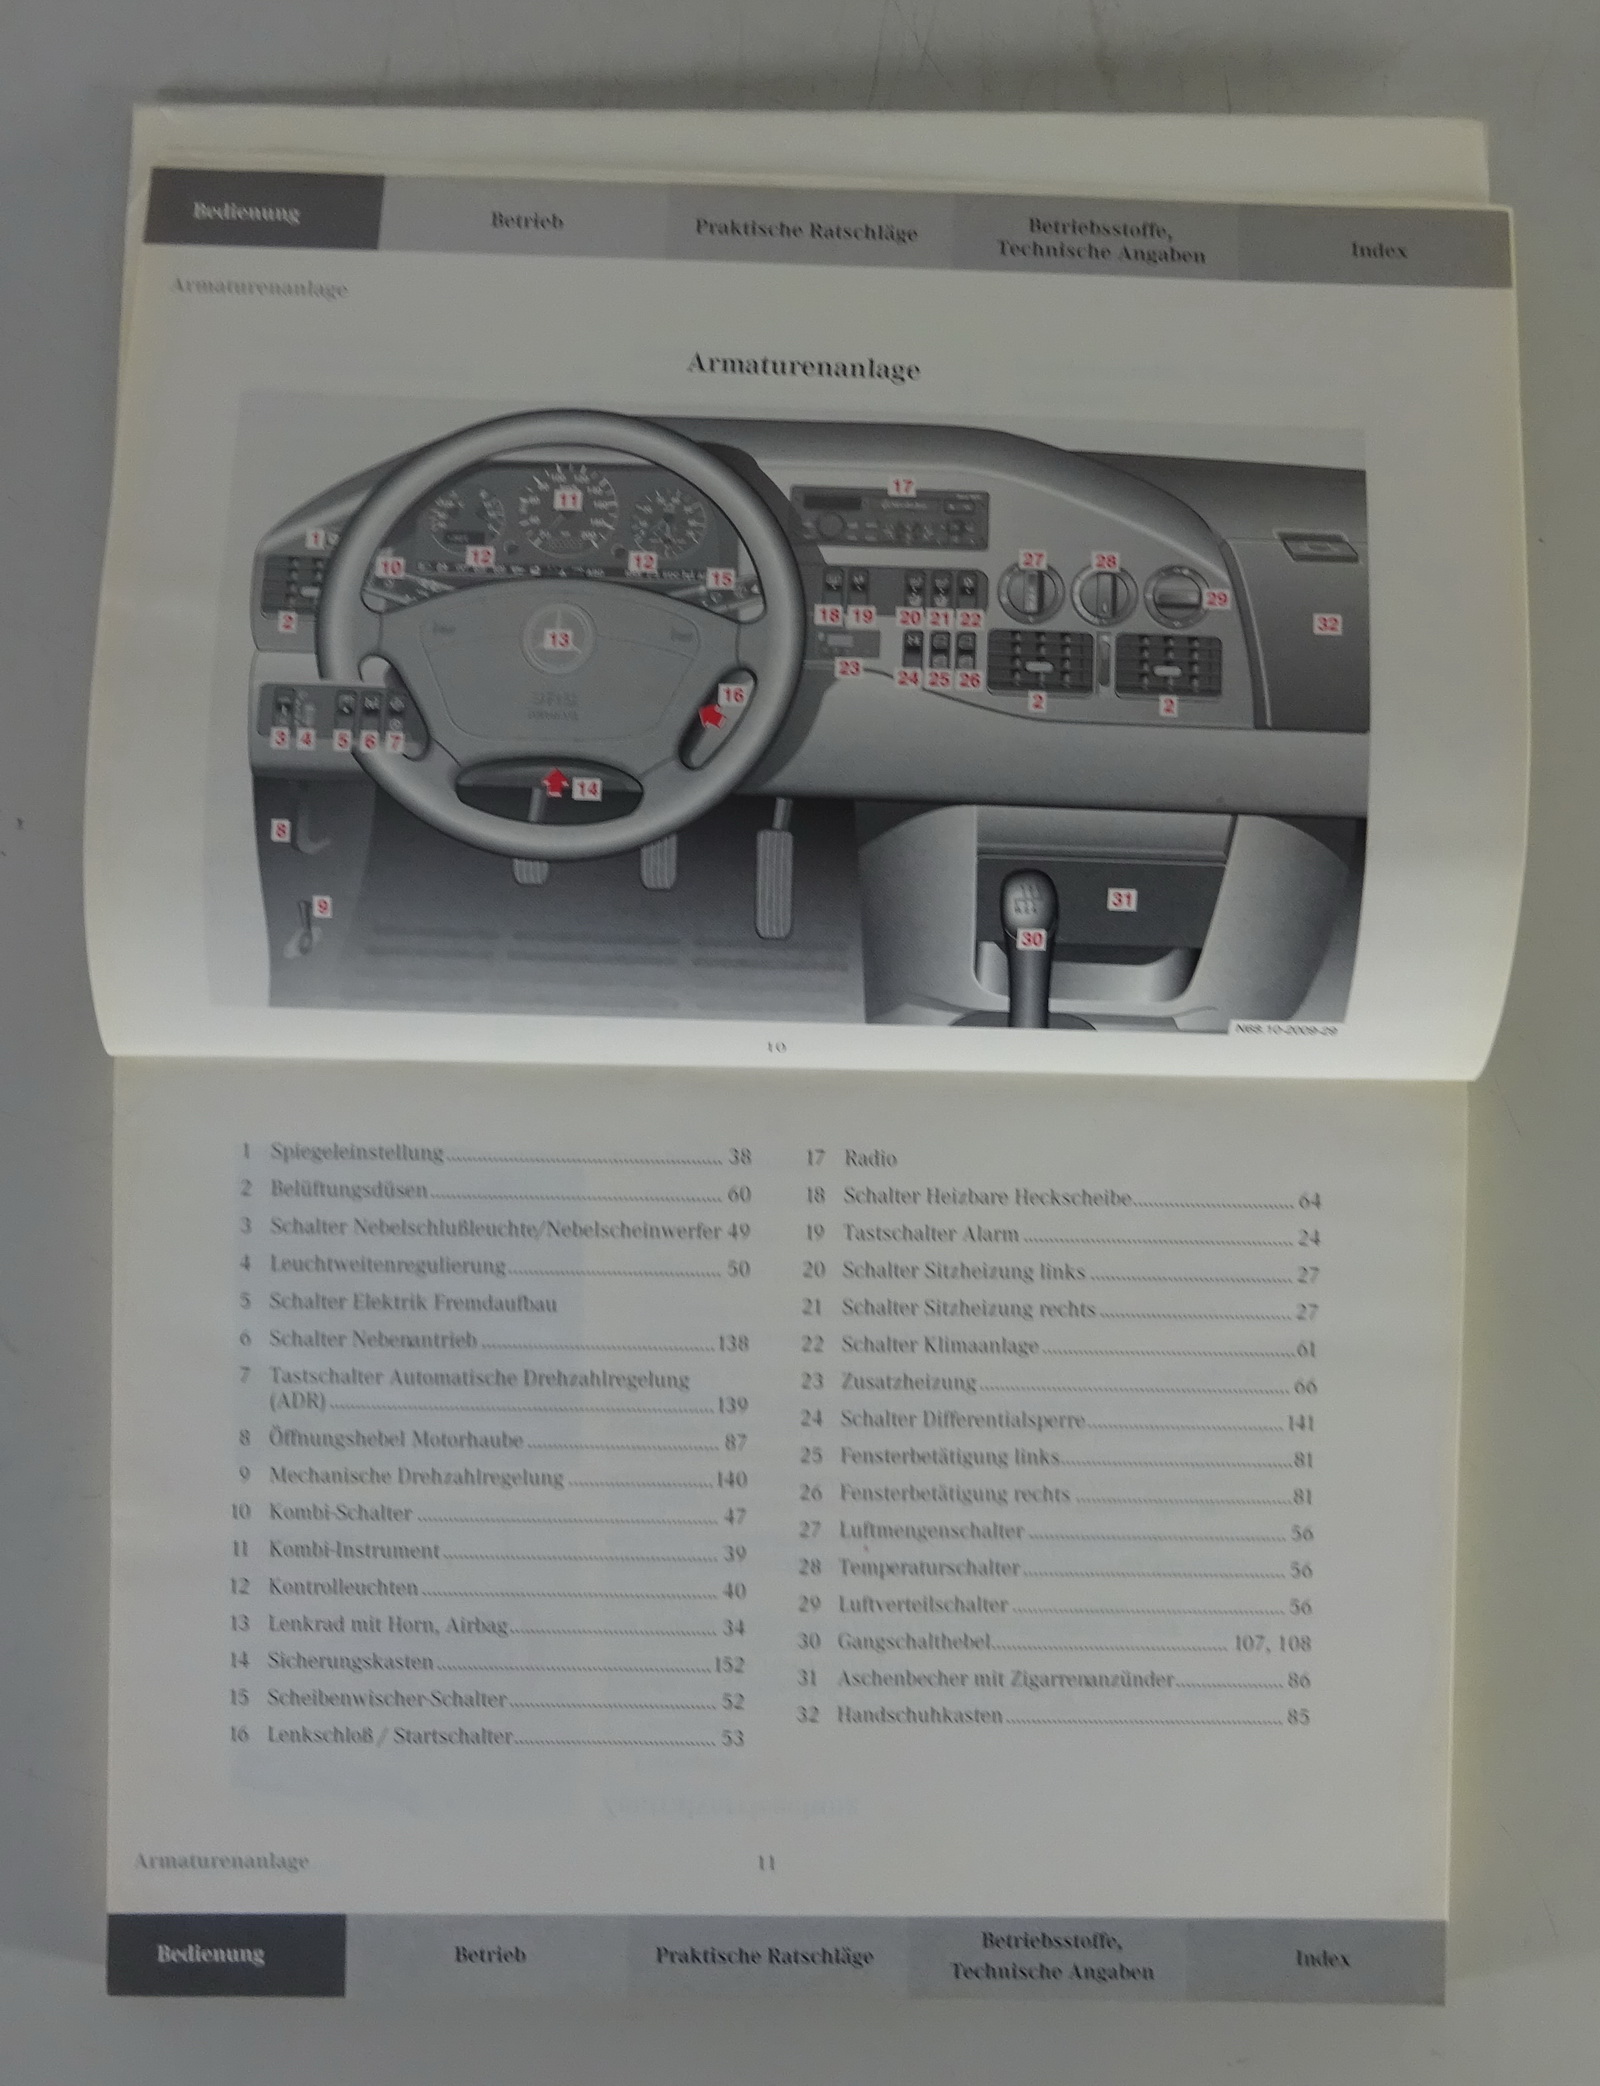 Bedienung Betrieb Praktische Ratschläge Betriebsstoffe, Technische Angaben Index
Armaturenanlage
Armaturenanlage
17
11
1
12 12
10
15
27 28
29
2
13
18 19 20 21 22
32
23
24 25 26
16
2 2
3 4 5 6 7
14
8
9
31
30
N68.10-2009-29
10
1 Spiegeleinstellung 38
2 Belüftungsdüsen 60
3 Schalter Nebelschlußleuchte/Nebelscheinwerfer 49
4 Leuchtweitenregulierung 50
5 Schalter Elektrik Fremdaufbau
6 Schalter Nebenantrieb 138
7 Tastschalter Automatische Drehzahlregelung
(ADR) 139
8 Öffnungshebel Motorhaube 87
9 Mechanische Drehzahlregelung 140
10 Kombi-Schalter 47
11 Kombi-Instrument 39
12 Kontrolleuchten 40
13 Lenkrad mit Horn, Airbag 34
14 Sicherungskasten 152
15 Scheibenwischer-Schalter 52
16 Lenkschloß / Startschalter 53
17 Radio
18 Schalter Heizbare Heckscheibe 64
19 Tastschalter Alarm 24
20 Schalter Sitzheizung links 27
21 Schalter Sitzheizung rechts 27
22 Schalter Klimaanlage 61
23 Zusatzheizung 66
24 Schalter Differentialsperre 141
25 Fensterbetätigung links 81
26 Fensterbetätigung rechts 81
27 Luftmengenschalter 56
28 Temperaturschalter 56
29 Luftverteilschalter 56
30 Gangschalthebel 107, 108
31 Aschenbecher mit Zigarrenanzünder 86
32 Handschuhkasten 85
Armaturenanlage 11
Bedienung Betrieb Praktische Ratschläge Betriebsstoffe, Technische Angaben Index